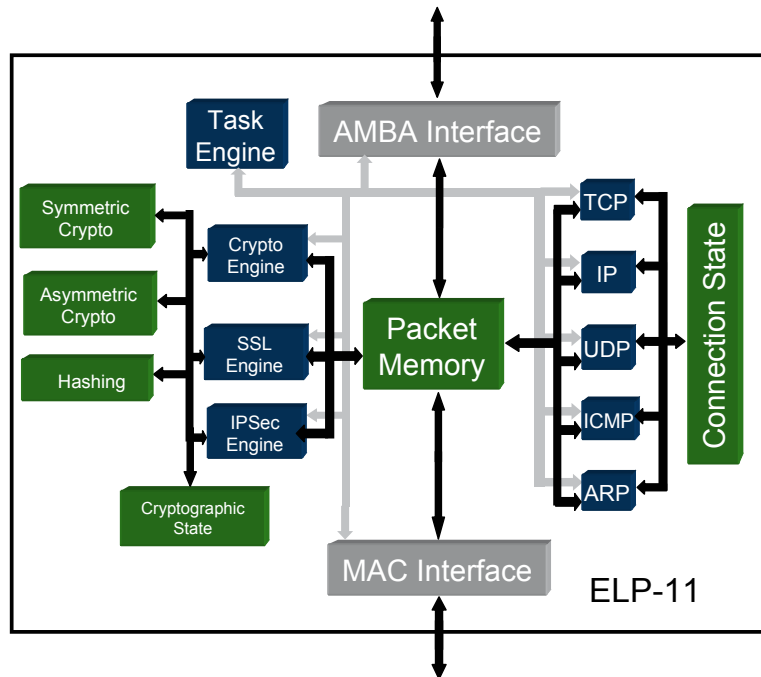 Task
Engine
AMBA Interface
Symmetric
Crypto
Crypto
Engine
TCP
Asymmetric
Crypto
IP
Packet
Memory
Connection State
SSL
Engine
UDP
Hashing
IPSec
Engine
ICMP
ARP
Cryptographic
State
MAC Interface
ELP-11